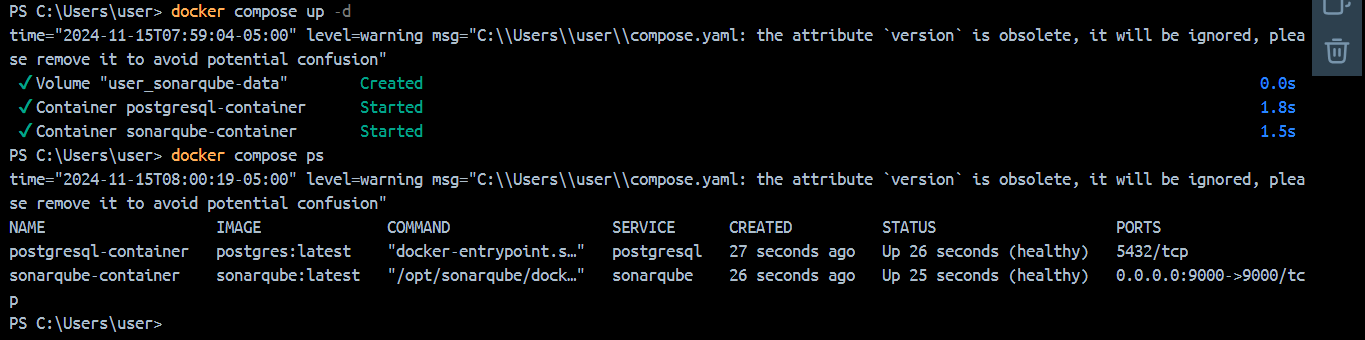 PS C:\Users\user> docker compose up -d
time="2024-11-15T07:59:04-05:00" level=warning msg="C:\\Users\\user\\compose.yaml: the attribute `version` is obsolete, it will be ignored, plea
se remove it to avoid potential confusion"
✓Volume "user_sonarqube-data" Created 0.0s
✓Container postgresql-container Started 1.8s
✓Container sonarqube-container Started 1.5s
PS C:\Users\user> docker compose ps
time="2024-11-15T08:00:19-05:00" level=warning msg="C:\\Users\\user\\compose.yaml: the attribute `version` is obsolete, it will be ignored, plea
se remove it to avoid potential confusion"
NAME IMAGE COMMAND SERVICE CREATED STATUS PORTS
postgresql-container postgres:latest "docker-entrypoint.s…" postgresql 27 seconds ago Up 26 seconds (healthy) 5432/tcp
sonarqube-container sonarqube:latest "/opt/sonarqube/dock…" sonarqube 26 seconds ago Up 25 seconds (healthy) 0.0.0.0:9000->9000/tc
p
PS C:\Users\user>